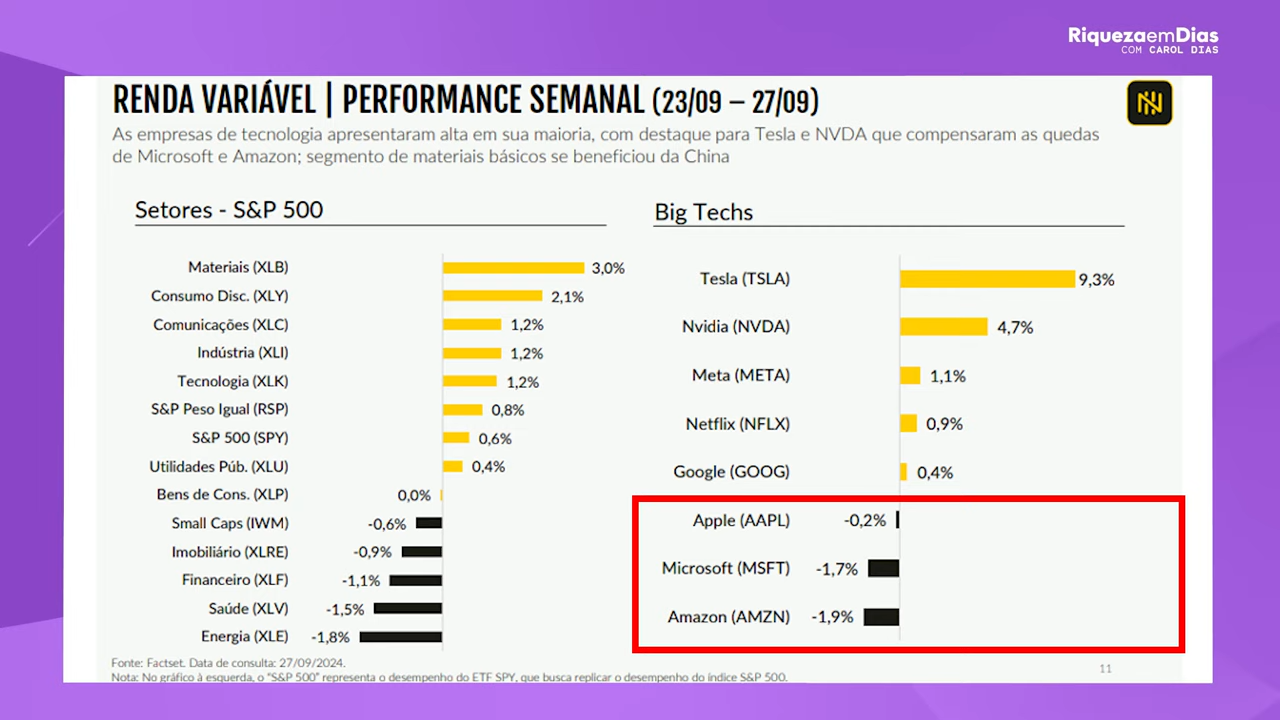 RiquezaemDias
COM CAROL DIAS
RENDA VARIÁVEL | PERFORMANCE SEMANAL (23/09 – 27/09)
As empresas de tecnologia apresentaram alta em sua maioria, com destaque para Tesla e NVDA que compensaram as quedas
de Microsoft e Amazon; segmento de materiais básicos se beneficiou da China
Setores - S&P 500
Materiais (XLB) 3,0%
Consumo Disc. (XLY) 2,1%
Comunicações (XLC) 1,2%
Indústria (XLI) 1,2%
Tecnologia (XLK) 1,2%
S&P Peso Igual (RSP) 0,8%
S&P 500 (SPY) 0,6%
Utilidades Púb. (XLU) 0,4%
Bens de Cons. (XLP) 0,0%
Small Caps (IWM) -0,6%
Imobiliário (XLRE) -0,9%
Financeiro (XLF) -1,1%
Saúde (XLV) -1,5%
Energia (XLE) -1,8%
Big Techs
Tesla (TSLA) 9,3%
Nvidia (NVDA) 4,7%
Meta (META) 1,1%
Netflix (NFLX) 0,9%
Google (GOOG) 0,4%
Apple (AAPL) -0,2%
Microsoft (MSFT) -1,7%
Amazon (AMZN) -1,9%
Fonte: Factset. Data de consulta: 27/09/2024.
Nota: No gráfico à esquerda, o "S&P 500" representa o desempenho do ETF SPY, que busca replicar o desempenho do índice S&P 500.
11